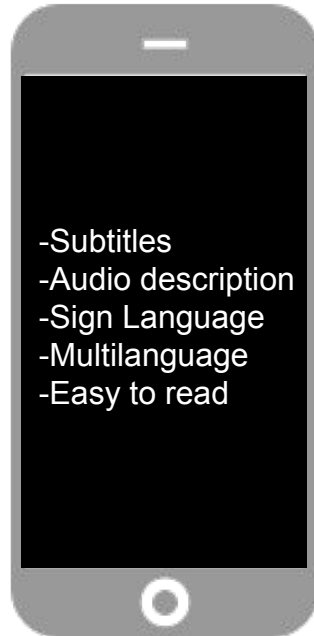 -Subtitles
-Audio description
-Sign Language
-Multilanguage
-Easy to read